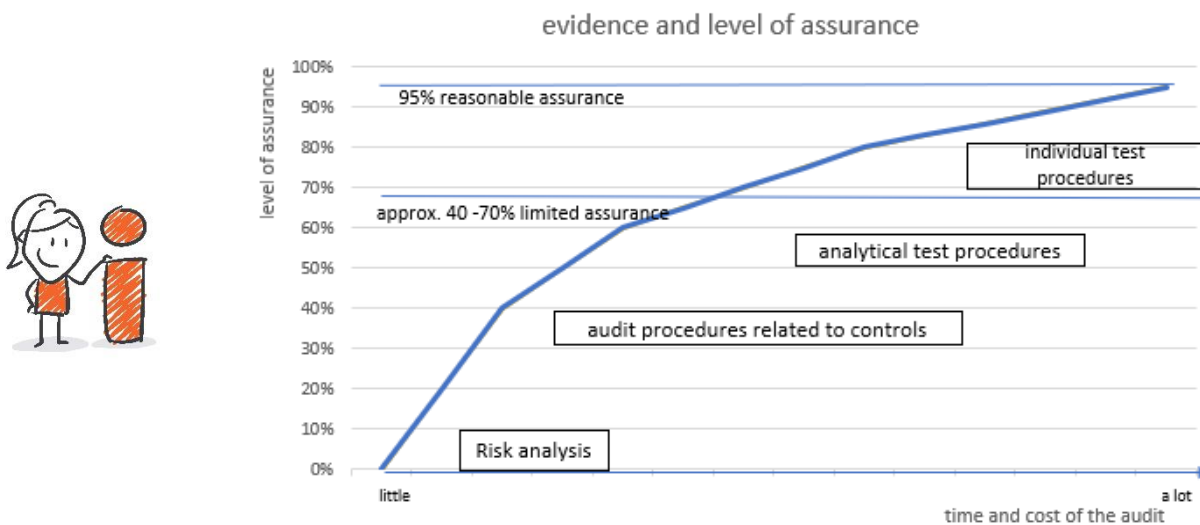 evidence and level of assurance
level of assurance
100%
95% reasonable assurance
90%
80%
individual test
procedures
70%
approx. 40 -70% limited assurance
60%
analytical test procedures
50%
40%
audit procedures related to controls
30%
20%
10%
Risk analysis
0%
little
a lot
time and cost of the audit